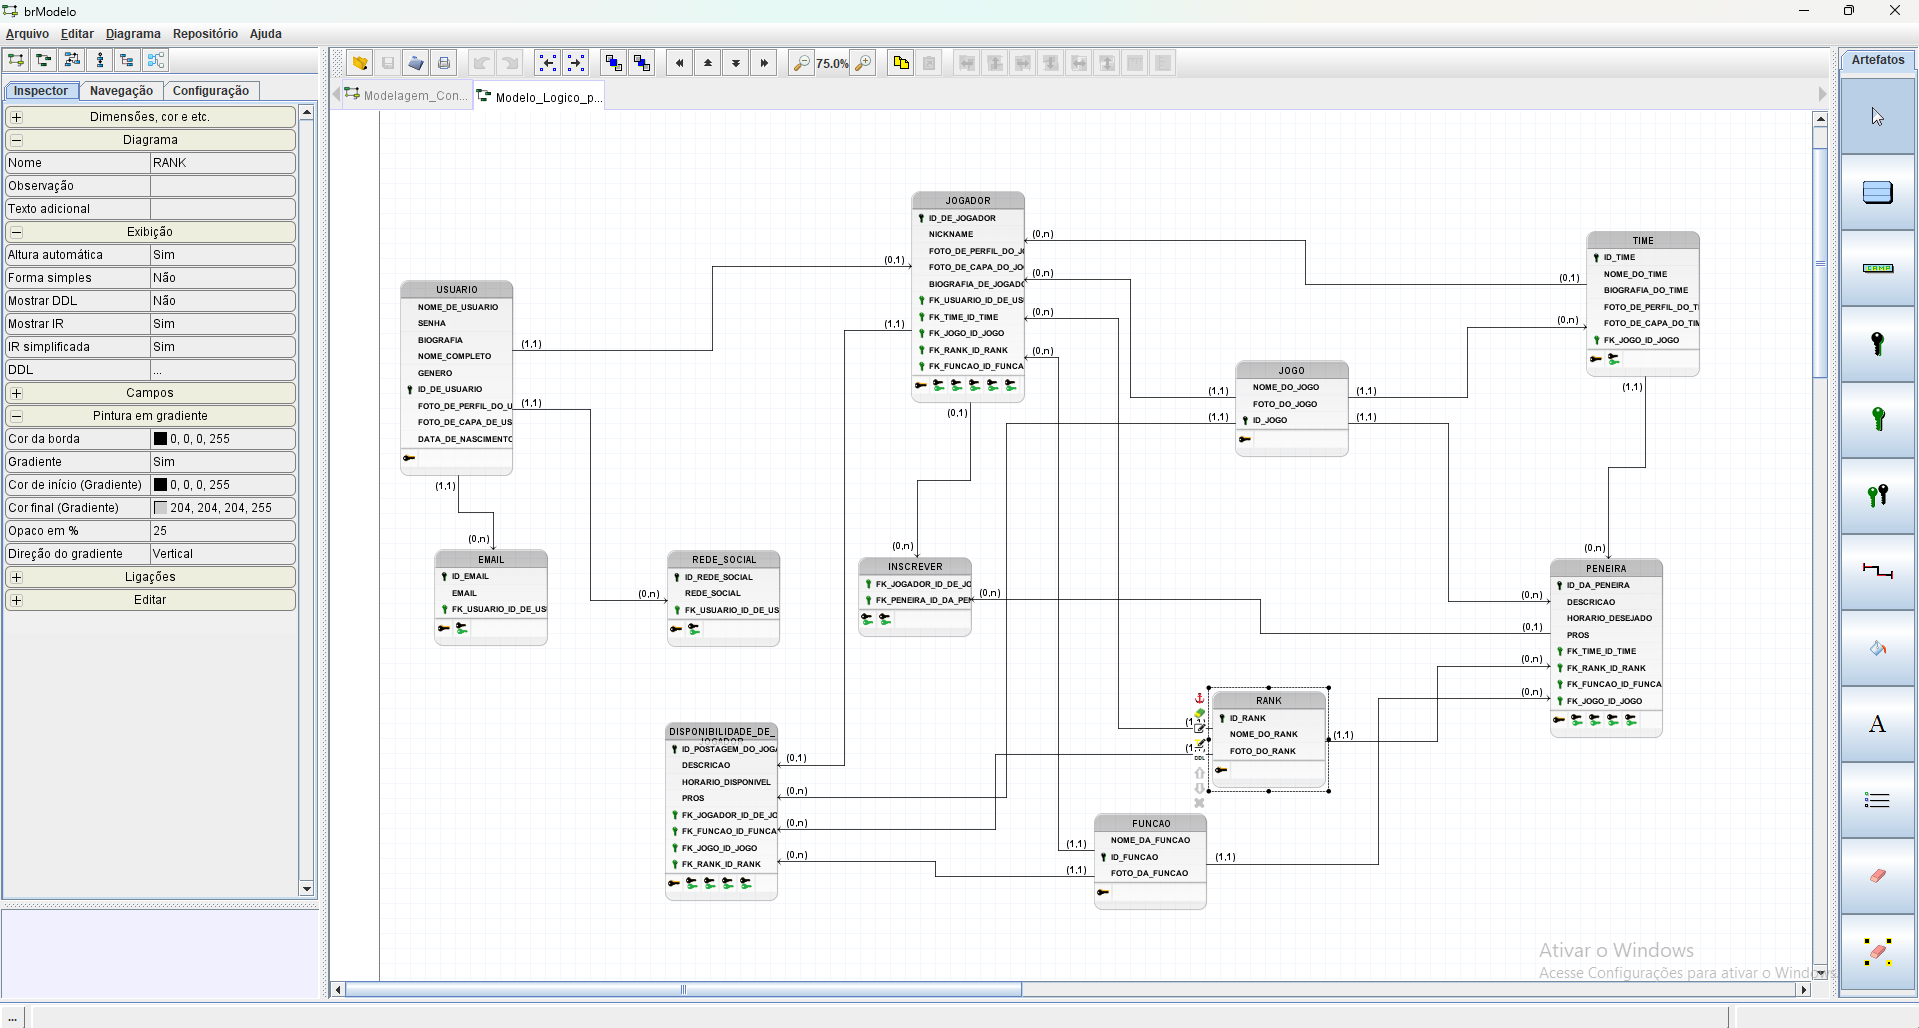 brModelo
Arquivo Editar Diagrama Repositório Ajuda
75.0%
Artefatos
Inspector Navegação Configuração
Modelagem_Con... Modelo_Logico_p...
Dimensões, cor e etc.
Diagrama
Nome RANK
Observação
Texto adicional
Exibição
Altura automática Sim
Forma simples Não
Mostrar DDL Não
Mostrar IR Sim
IR simplificada Sim
DDL ...
Campos
Pintura em gradiente
Cor da borda 0, 0, 0, 255
Gradiente Sim
Cor de início (Gradiente) 0, 0, 0, 255
Cor final (Gradiente) 204, 204, 204, 255
Opaco em % 25
Direção do gradiente Vertical
Ligações
Editar
JOGADOR
ID_DE_JOGADOR
NICKNAME
FOTO_DE_PERFIL_DO_JO
FOTO_DE_CAPA_DO_JO
BIOGRAFIA_DE_JOGADO
FK_USUARIO_ID_DE_US
FK_TIME_ID_TIME
FK_JOGO_ID_JOGO
FK_RANK_ID_RANK
FK_FUNCAO_ID_FUNCA
(0,1)
(1,1)
(0,n)
(0,n)
(0,n)
(0,n)
(0,1)
TIME
ID_TIME
NOME_DO_TIME
BIOGRAFIA_DO_TIME
FOTO_DE_PERFIL_DO_TI
FOTO_DE_CAPA_DO_TIM
FK_JOGO_ID_JOGO
(0,1)
(0,n)
(1,1)
USUARIO
NOME_DE_USUARIO
SENHA
BIOGRAFIA
NOME_COMPLETO
GENERO
ID_DE_USUARIO
FOTO_DE_PERFIL_DO_U
FOTO_DE_CAPA_DE_US
DATA_DE_NASCIMENTO
(1,1)
(1,1)
(1,1)
JOGO
NOME_DO_JOGO
FOTO_DO_JOGO
ID_JOGO
(1,1)
(1,1)
(1,1)
(1,1)
EMAIL
ID_EMAIL
EMAIL
FK_USUARIO_ID_DE_US
(0,n)
REDE_SOCIAL
ID_REDE_SOCIAL
REDE_SOCIAL
FK_USUARIO_ID_DE_US
(0,n)
INSCREVER
FK_JOGADOR_ID_DE_JO
FK_PENEIRA_ID_DA_PE
(0,n)
(0,n)
PENEIRA
ID_DA_PENEIRA
DESCRICAO
HORARIO_DESEJADO
PROS
FK_TIME_ID_TIME
FK_RANK_ID_RANK
FK_FUNCAO_ID_FUNCA
FK_JOGO_ID_JOGO
(0,n)
(0,n)
(0,1)
(0,n)
(0,n)
RANK
ID_RANK
NOME_DO_RANK
FOTO_DO_RANK
DDL
(1,1)
DISPONIBILIDADE_DE_
JOGADOR
ID_POSTAGEM_DO_JOGA
DESCRICAO
HORARIO_DISPONIVEL
PROS
FK_JOGADOR_ID_DE_JO
FK_FUNCAO_ID_FUNCA
FK_JOGO_ID_JOGO
FK_RANK_ID_RANK
(0,1)
(0,n)
(0,n)
(0,n)
FUNCAO
NOME_DA_FUNCAO
ID_FUNCAO
FOTO_DA_FUNCAO
(1,1)
(1,1)
(1,1)
A
Ativar o Windows
Acesse Configurações para ativar o Windows
...